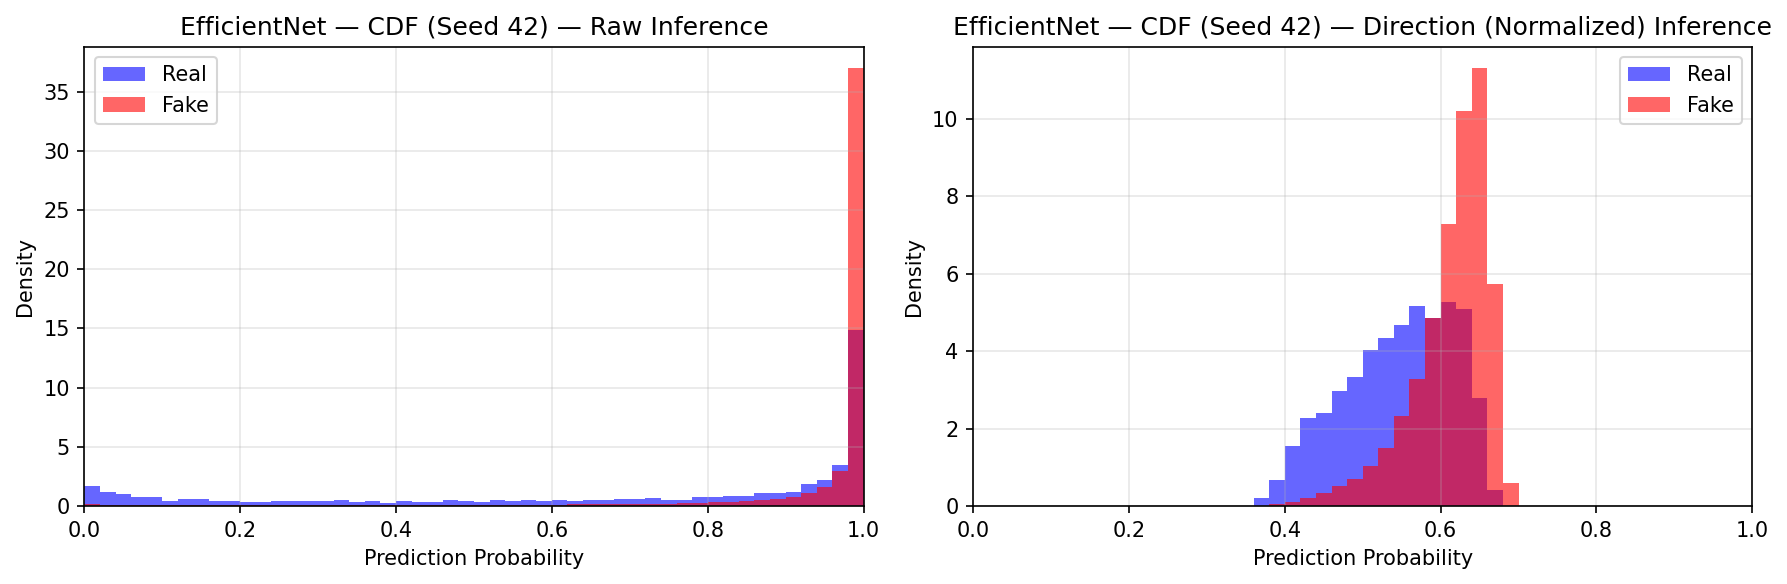 EfficientNet — CDF (Seed 42) — Raw Inference
Real
Fake
Density
35
30
25
20
15
10
5
0
0.0 0.2 0.4 0.6 0.8 1.0
Prediction Probability
EfficientNet — CDF (Seed 42) — Direction (Normalized) Inference
Real
Fake
Density
10
8
6
4
2
0
0.0 0.2 0.4 0.6 0.8 1.0
Prediction Probability